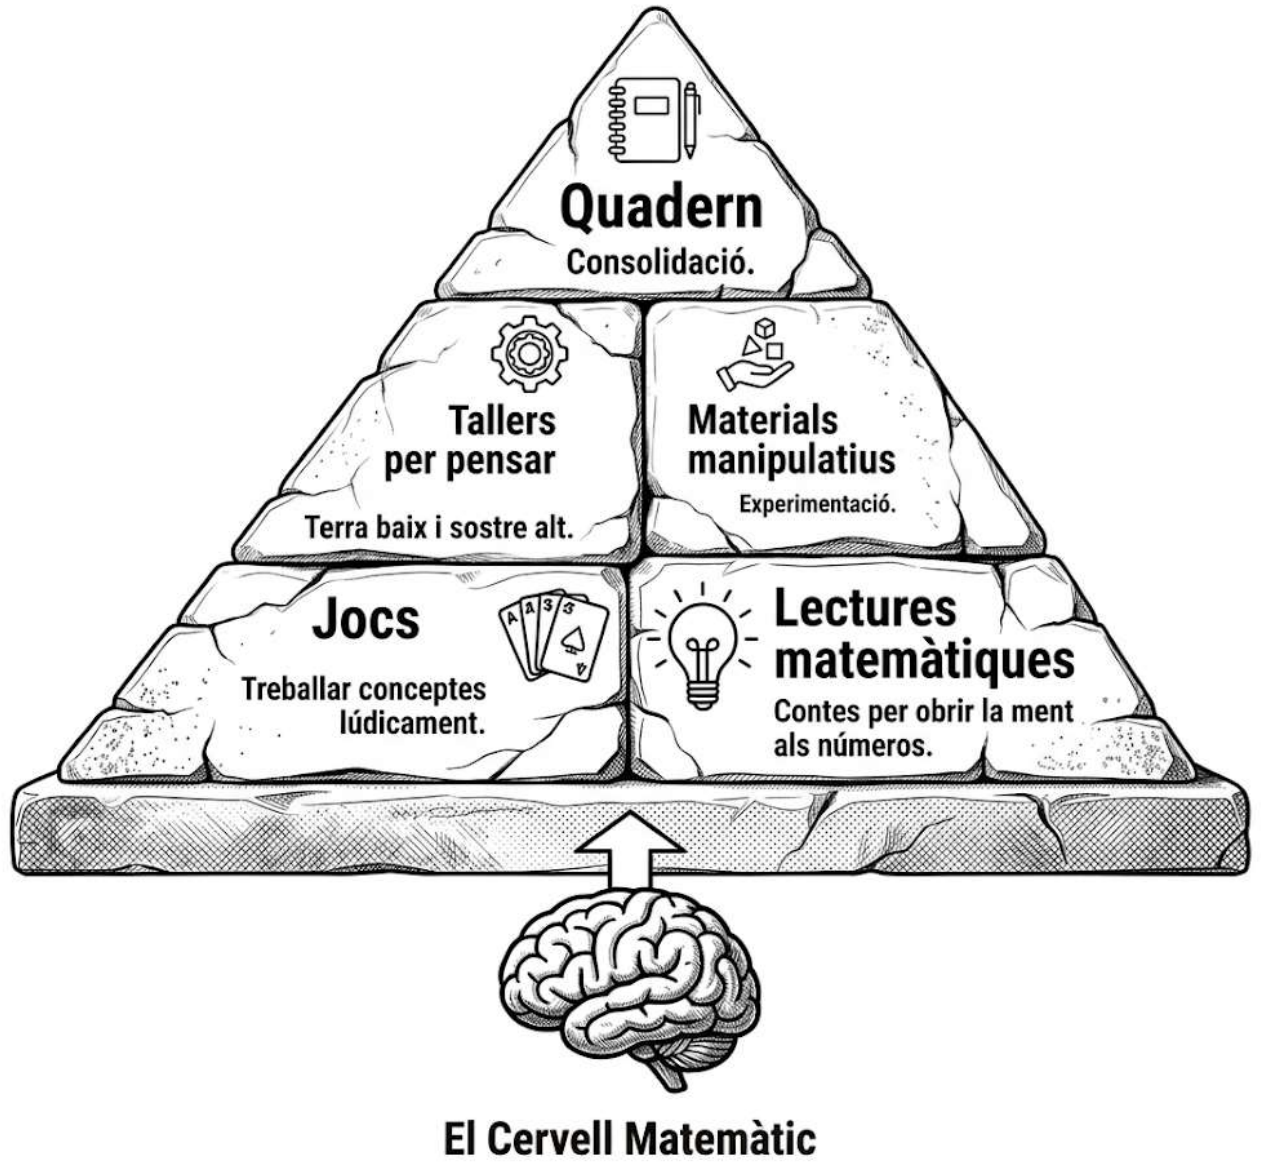 Quadern
Consolidació.
Tallers
per pensar
Terra baix i sostre alt.
Materials
manipulatius
Experimentació.
Jocs
Treballar conceptes
lúdicament.
Lectures
matemàtiques
Contes per obrir la ment
als números.
El Cervell Matemàtic